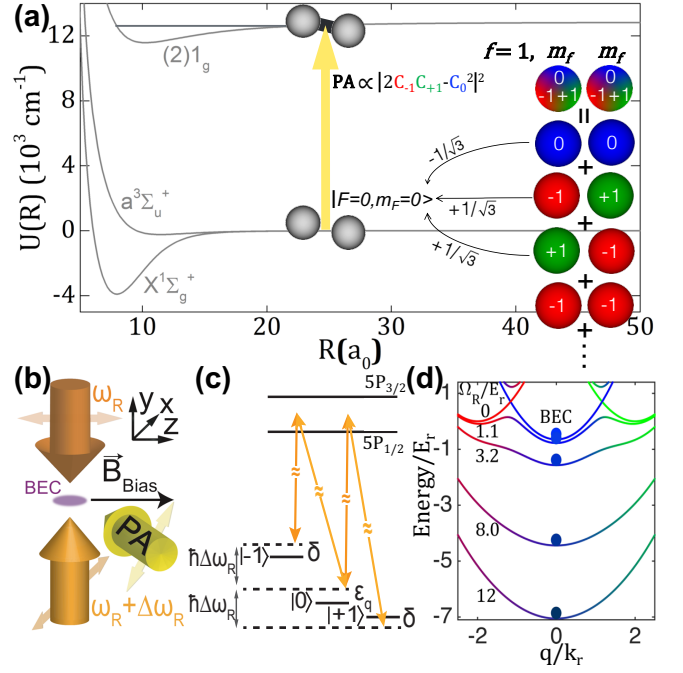 (a)
U(R) (10³ cm⁻¹)
12
8
4
0
-4
10
20
30
40
50
R(a₀)
(2)1g
a³Σᵤ⁺
X¹Σg⁺
PA∝|2C₋₁C₊₁-C₀²|²
|F=0,mF=0>
-1/√3
+1/√3
+1/√3
f=1, mf mf
0 0
-1+1 -1+1
=
0 0
+
-1 +1
+
+1 -1
+
-1 -1
+
⋮
(b)
ωR
y x
z
B⃗Bias
BEC
PA
ωR+ΔωR
(c)
5P3/2
5P1/2
≈ ≈ ≈ ≈
ħΔωR
|-1⟩ δ
ħΔωR
|0⟩ εq
|+1⟩ δ
(d)
Energy/Er
-1
-3
-5
-7
ΩR'/Er
0
1.1
3.2
8.0
12
BEC
-2 0 2
q/kr